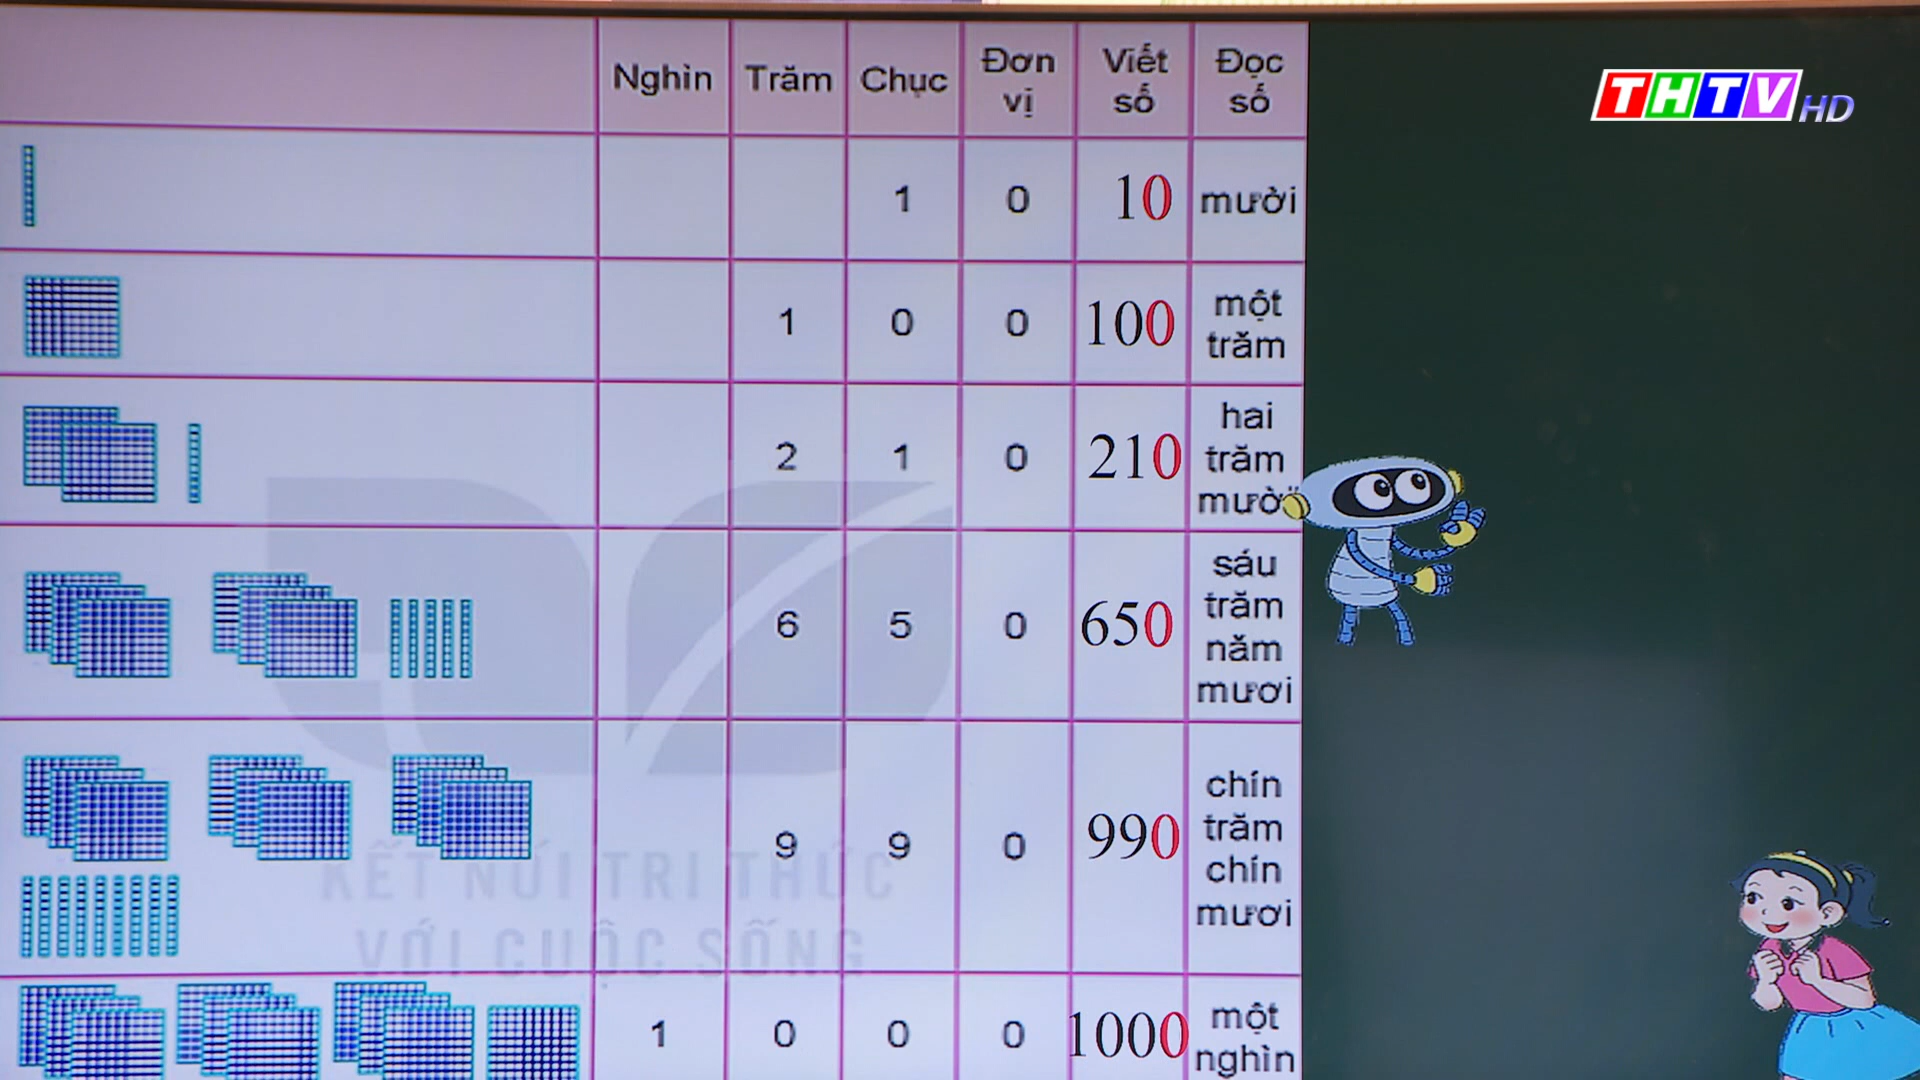 THTV HD
Nghìn Trăm Chục Đơn vị Viết số Đọc số
1 0 10 mười
1 0 0 100 một trăm
2 1 0 210 hai trăm mười
6 5 0 650 sáu trăm năm mươi
9 9 0 990 chín trăm chín mươi
KẾT NỐI TRI THỨC
VỚI CUỘC SỐNG
1 0 0 0 1000 một nghìn